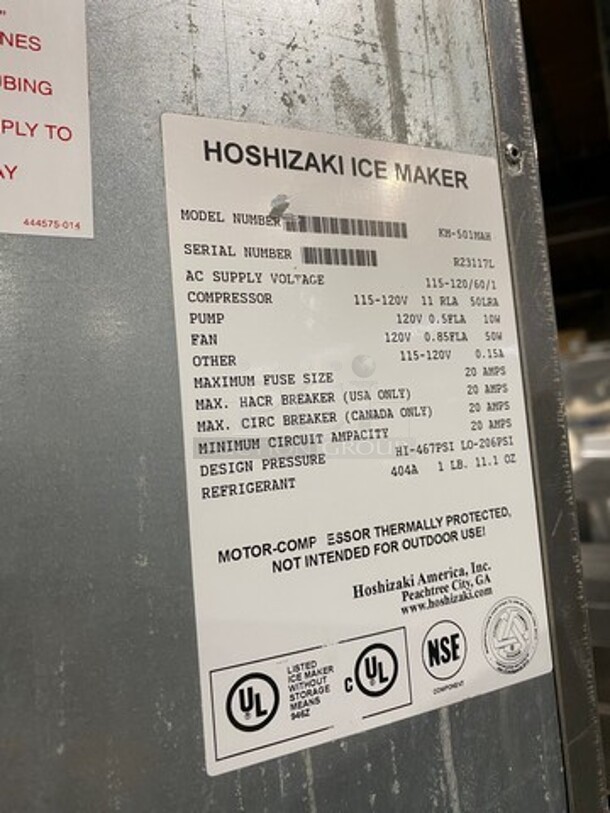 "
NES
UBING
PLY TO
AY
444575-014
HOSHIZAKI ICE MAKER
MODEL NUMBER KM-501MAH
SERIAL NUMBER R23117L
AC SUPPLY VOLTAGE 115-120/60/1
COMPRESSOR 115-120V 11 RLA 50LRA
PUMP 120V 0.5FLA 10W
FAN 120V 0.85FLA 50W
OTHER 115-120V 0.15A
MAXIMUM FUSE SIZE 20 AMPS
MAX. HACR BREAKER (USA ONLY) 20 AMPS
MAX. CIRC BREAKER (CANADA ONLY) 20 AMPS
MINIMUM CIRCUIT AMPACITY 20 AMPS
DESIGN PRESSURE HI-467PSI LO-206PSI
REFRIGERANT 404A 1 LB. 11.1 OZ
MOTOR-COMP ESSOR THERMALLY PROTECTED,
NOT INTENDED FOR OUTDOOR USE!
Hoshizaki America, Inc.
Peachtree City, GA
www.hoshizaki.com
UL
LISTED
ICE MAKER
WITHOUT
STORAGE
MEANS
946Z
C UL
NSF
COMPONENT